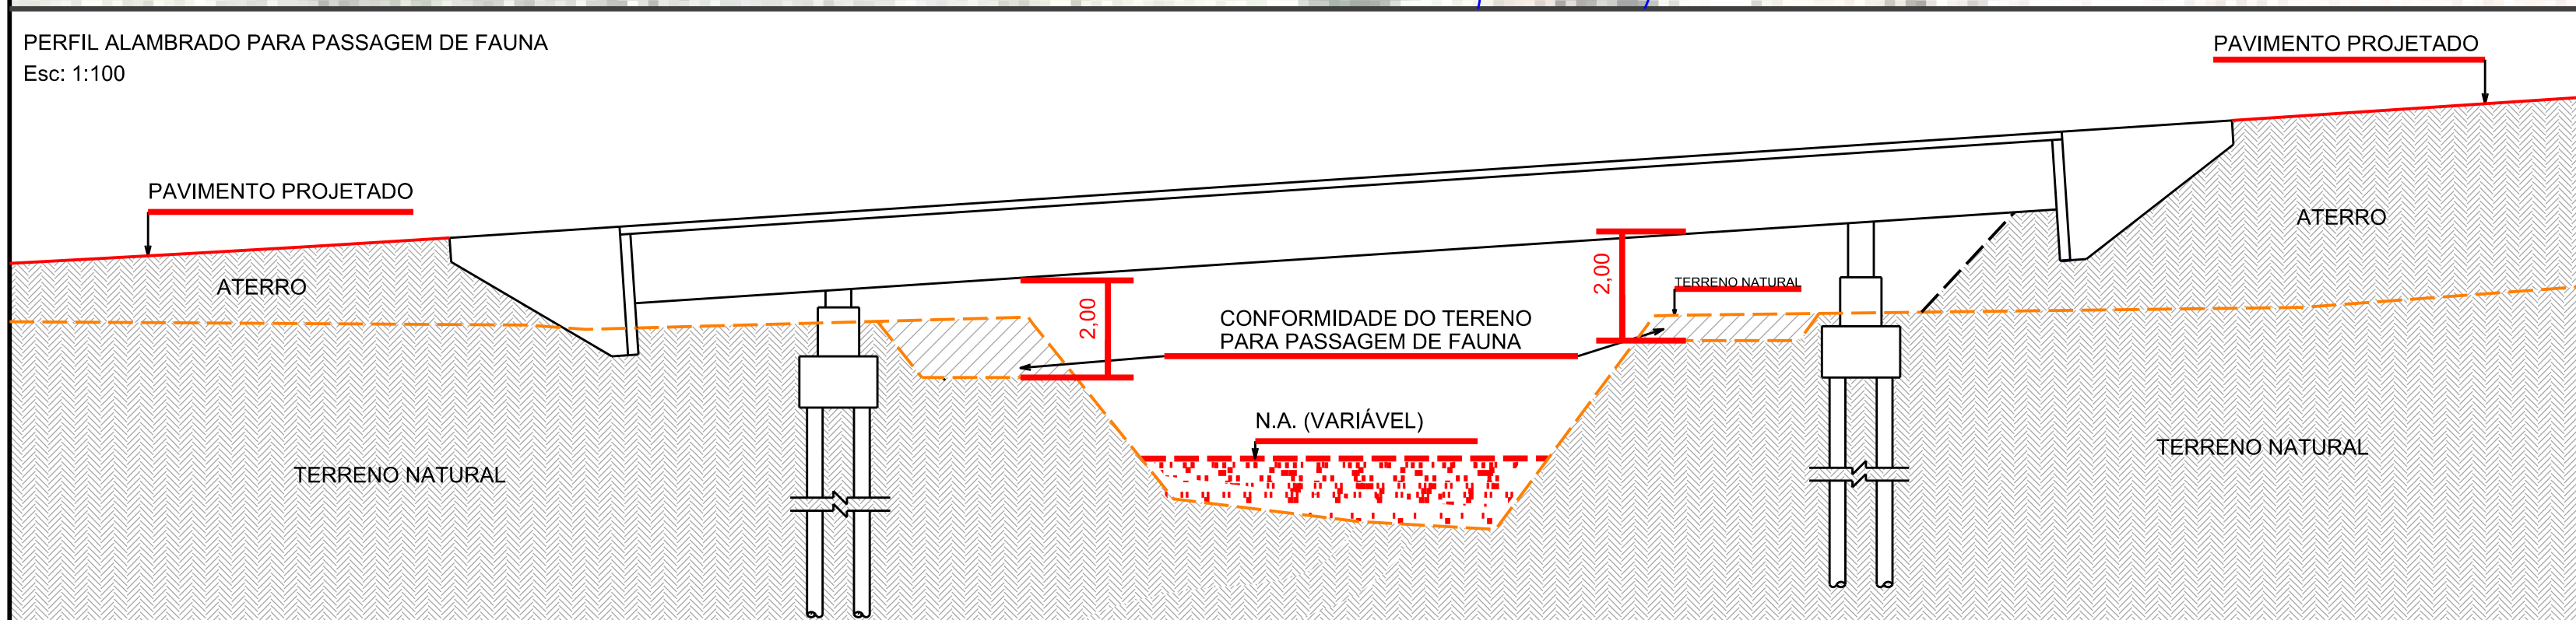 PERFIL ALAMBRADO PARA PASSAGEM DE FAUNA
Esc: 1:100
PAVIMENTO PROJETADO
PAVIMENTO PROJETADO
ATERRO
ATERRO
2,00
2,00
TERRENO NATURAL
CONFORMIDADE DO TERENO
PARA PASSAGEM DE FAUNA
N.A. (VARIÁVEL)
TERRENO NATURAL
TERRENO NATURAL